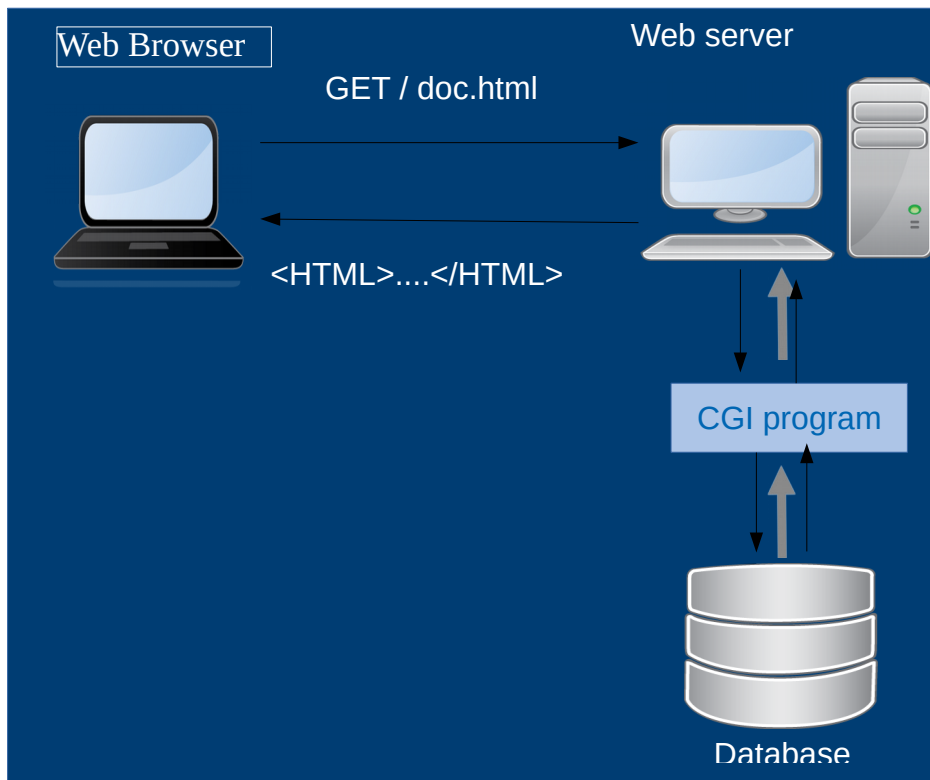 Web Browser
Web server
GET / doc.html
<HTML>....</HTML>
CGI program
Database